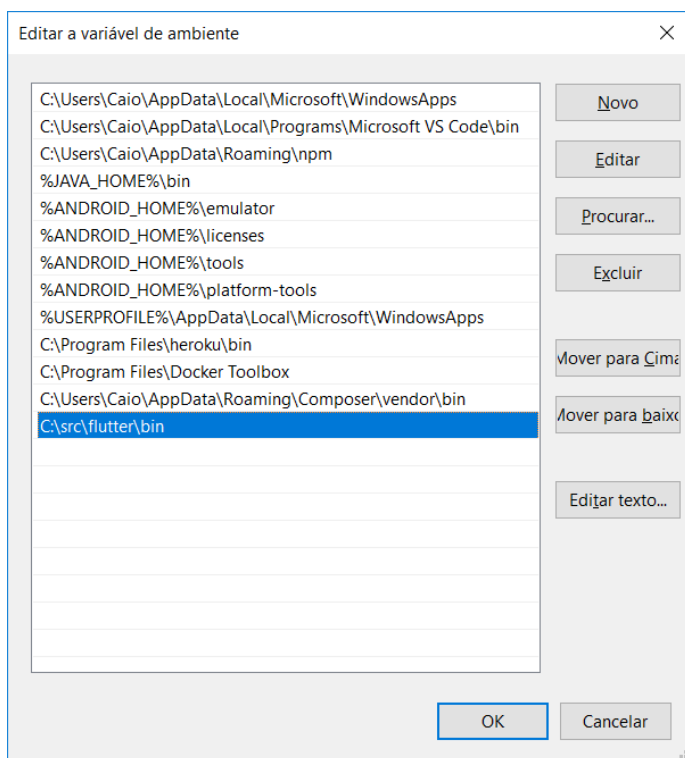 Editar a variável de ambiente
C:\Users\Caio\AppData\Local\Microsoft\WindowsApps
C:\Users\Caio\AppData\Local\Programs\Microsoft VS Code\bin
C:\Users\Caio\AppData\Roaming\npm
%JAVA_HOME%\bin
%ANDROID_HOME%\emulator
%ANDROID_HOME%\licenses
%ANDROID_HOME%\tools
%ANDROID_HOME%\platform-tools
%USERPROFILE%\AppData\Local\Microsoft\WindowsApps
C:\Program Files\heroku\bin
C:\Program Files\Docker Toolbox
C:\Users\Caio\AppData\Roaming\Composer\vendor\bin
C:\src\flutter\bin
Novo
Editar
Procurar...
Excluir
Mover para Cima
Mover para baixo
Editar texto...
OK
Cancelar